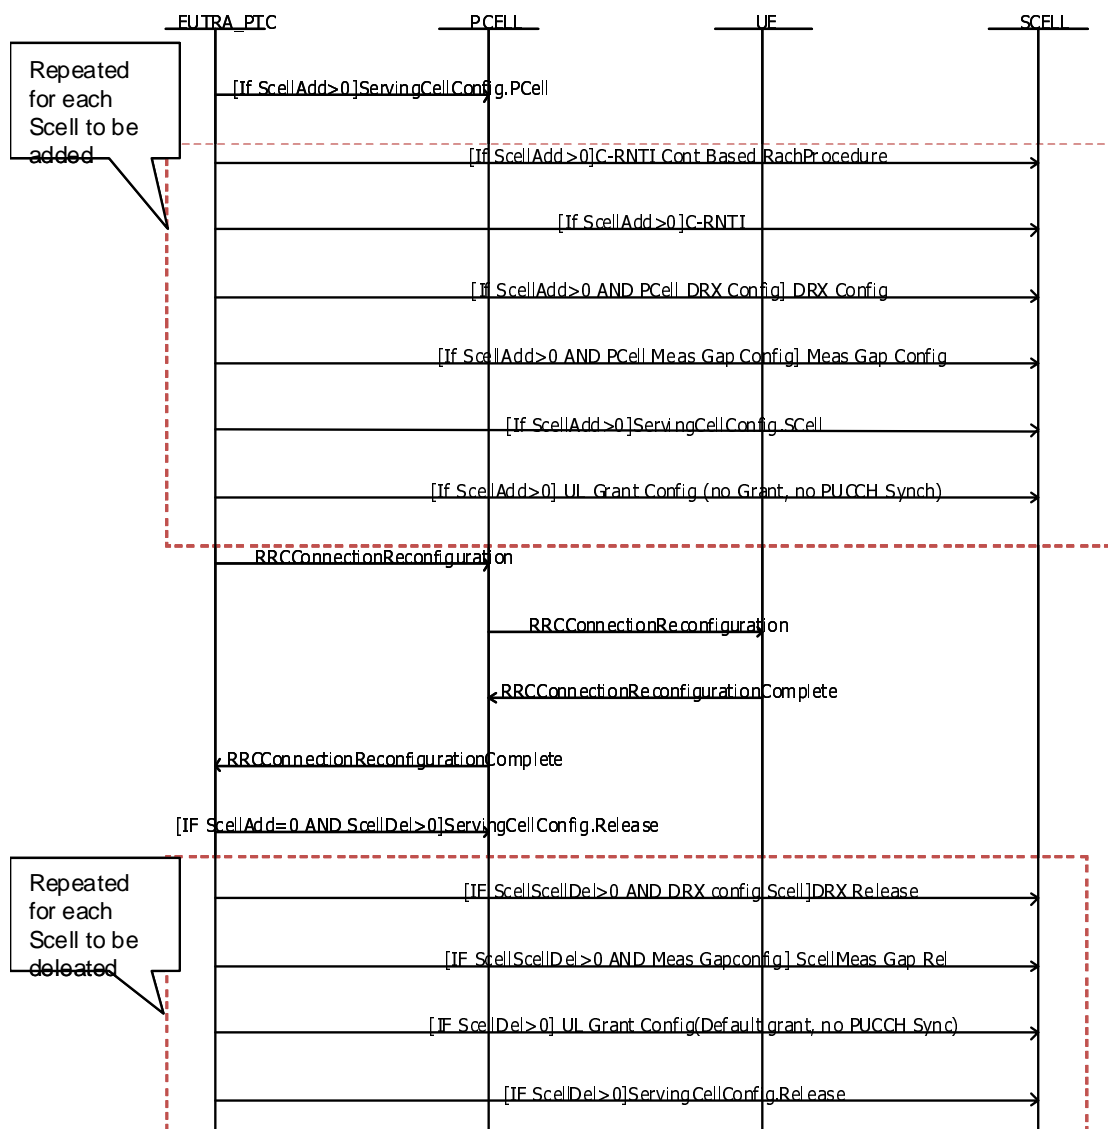 EUTRA_PTC PCELL UE SCELL
Repeated
for each
Scell to be
added
[If ScellAdd>0]ServingCellConfig.PCell
[If ScellAdd>0]C-RNTI Cont Based RachProcedure
[If ScellAdd>0]C-RNTI
[If ScellAdd>0 AND PCell DRX Config] DRX Config
[If ScellAdd>0 AND PCell Meas Gap Config] Meas Gap Config
[If ScellAdd>0]ServingCellConfig.SCell
[If ScellAdd>0] UL Grant Config (no Grant, no PUCCH Synch)
RRCConnectionReconfiguration
RRCConnectionReconfiguration
RRCConnectionReconfigurationComplete
RRCConnectionReconfigurationComplete
[IF ScellAdd=0 AND ScellDel>0]ServingCellConfig.Release
Repeated
for each
Scell to be
deleated
[IF ScellScellDel>0 AND DRX config Scell]DRX Release
[IF ScellScellDel>0 AND Meas Gapconfig] ScellMeas Gap Rel
[IF ScellDel>0] UL Grant Config(Default grant, no PUCCH Sync)
[IF ScellDel>0]ServingCellConfig.Release